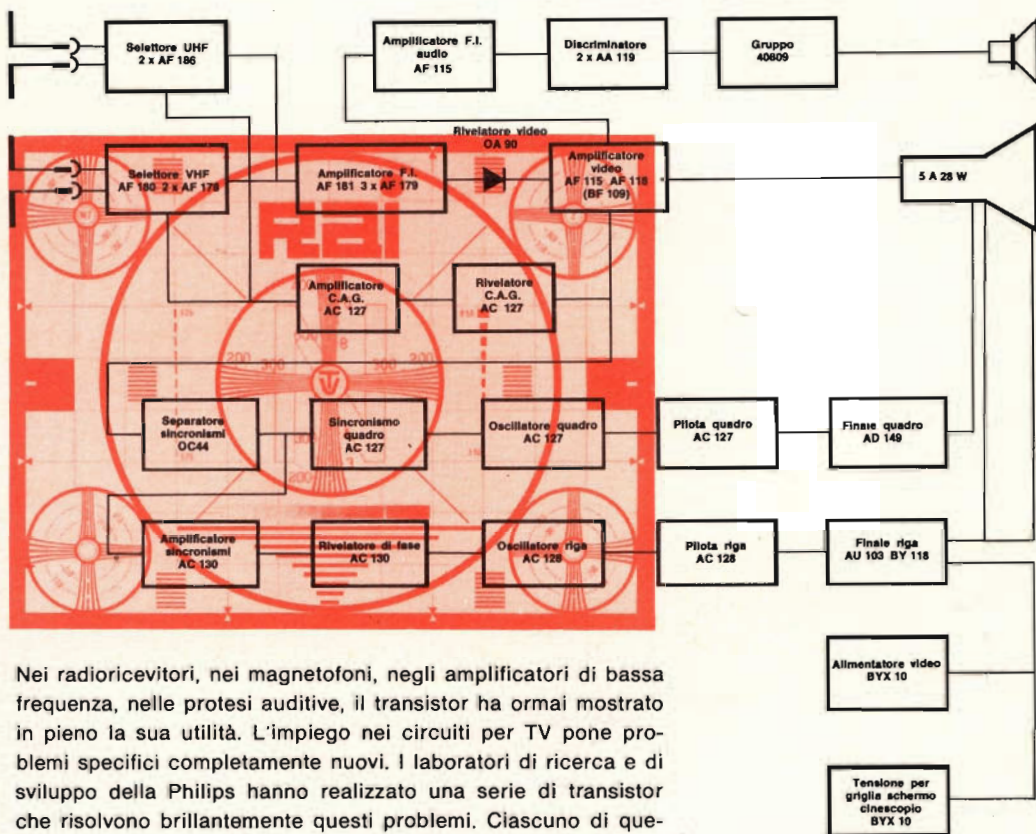 Selettore UHF
2 x AF 186
Amplificatore F.I.
audio
AF 115
Discriminatore
2 x AA 119
Gruppo
40809
Selettore VHF
AF 180 2 x AF 178
Amplificatore F.I.
AF 181 3 x AF 179
Rivelatore video
OA 90
Amplificatore
video
AF 115 AF 118
(BF 109)
5 A 28 W
Rai
Amplificatore
C.A.G.
AC 127
Rivelatore
C.A.G.
AC 127
200 300 300 200
Separatore
sincronismi
OC44
Sincronismo
quadro
AC 127
Oscillatore quadro
AC 127
Pilota quadro
AC 127
Finale quadro
AD 149
Amplificatore
sincronismi
AC 130
Rivelatore di fase
AC 130
Oscillatore riga
AC 128
Pilota riga
AC 128
Finale riga
AU 103 BY 118
Alimentatore video
BYX 10
Tensione per
griglia schermo
cinescopio
BYX 10
Nei radioricevitori, nei magnetofoni, negli amplificatori di bassa
frequenza, nelle protesi auditive, il transistor ha ormai mostrato
in pieno la sua utilità. L'impiego nei circuiti per TV pone pro-
blemi specifici completamente nuovi. I laboratori di ricerca e di
sviluppo della Philips hanno realizzato una serie di transistor
che risolvono brillantemente questi problemi. Ciascuno di que-